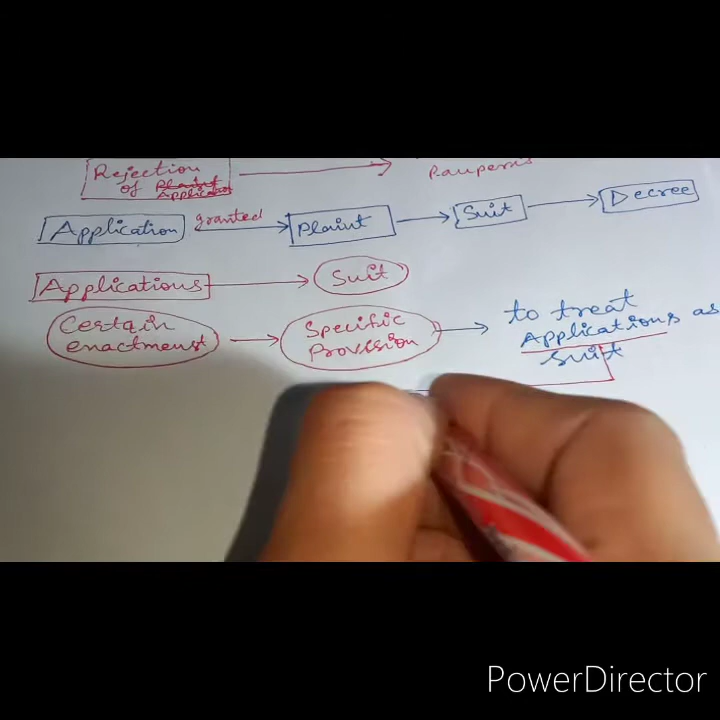 Rejection
of Plaint
Application
Paupers
Application granted Plaint Suit Decree
Applications Suit
Certain
enactment
Specific
Provision
to treat
Applications as
Suit
PowerDirector